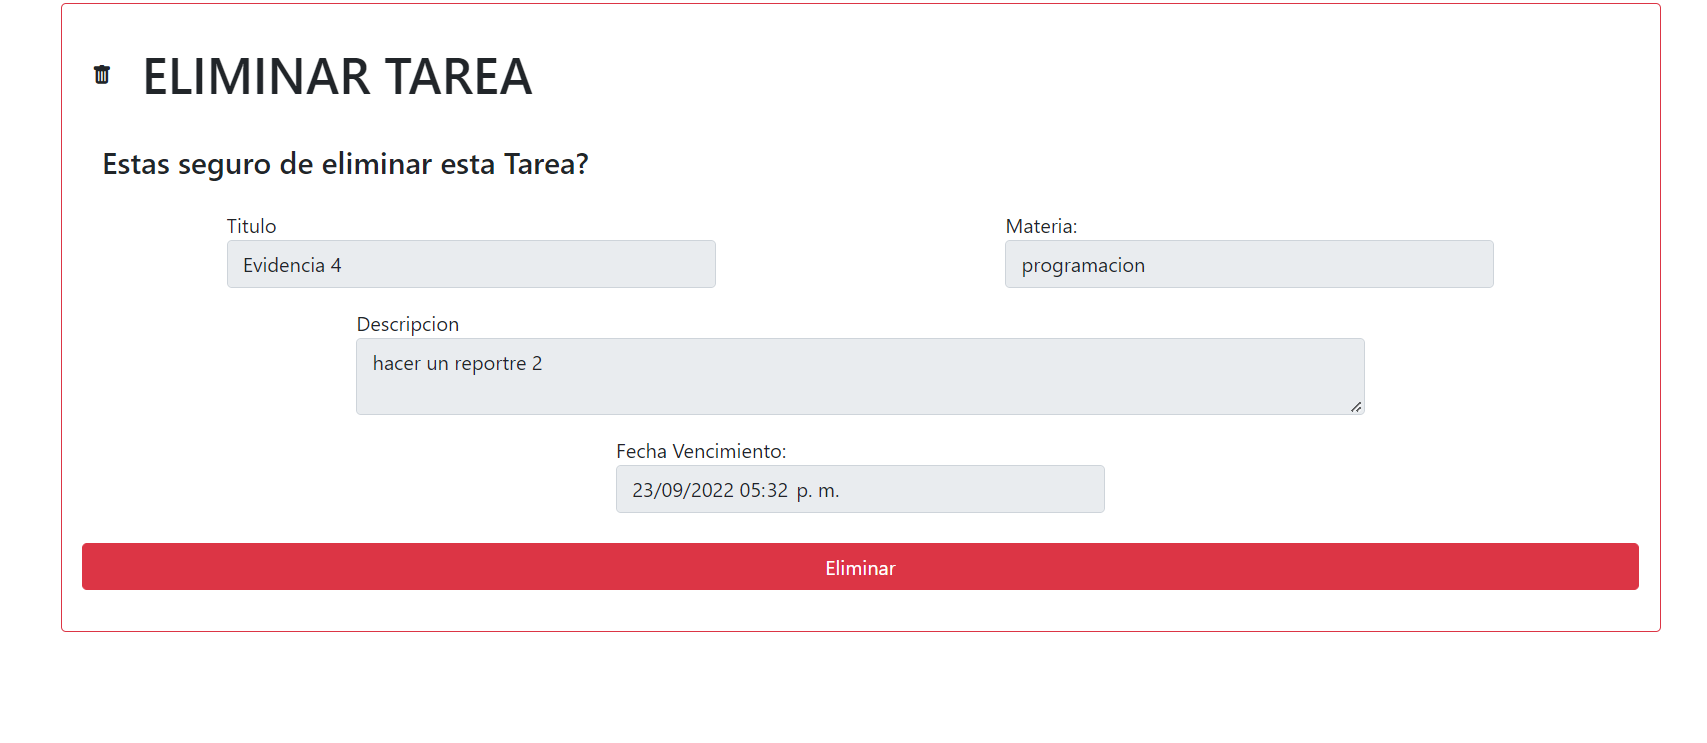 ELIMINAR TAREA
Estas seguro de eliminar esta Tarea?
Titulo
Materia:
Evidencia 4
programacion
Descripcion
hacer un reportre 2
Fecha Vencimiento:
23/09/2022 05:32 p. m.
Eliminar